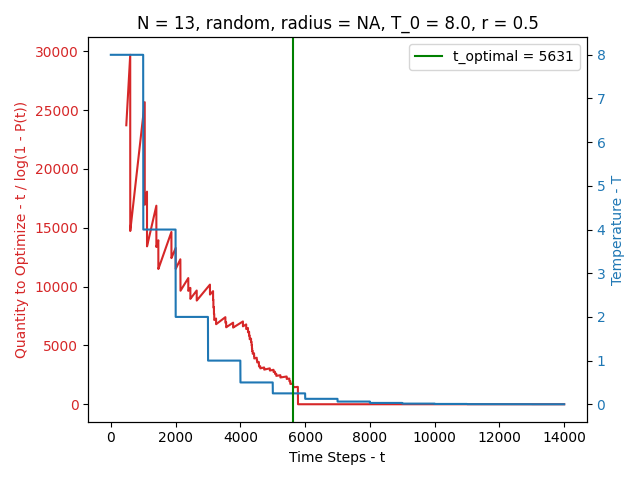 N = 13, random, radius = NA, T_0 = 8.0, r = 0.5
t_optimal = 5631
Quantity to Optimize - t / log(1 - P(t))
30000
25000
20000
15000
10000
5000
0
8
7
6
5
4
3
2
1
0
Temperature - T
0 2000 4000 6000 8000 10000 12000 14000
Time Steps - t